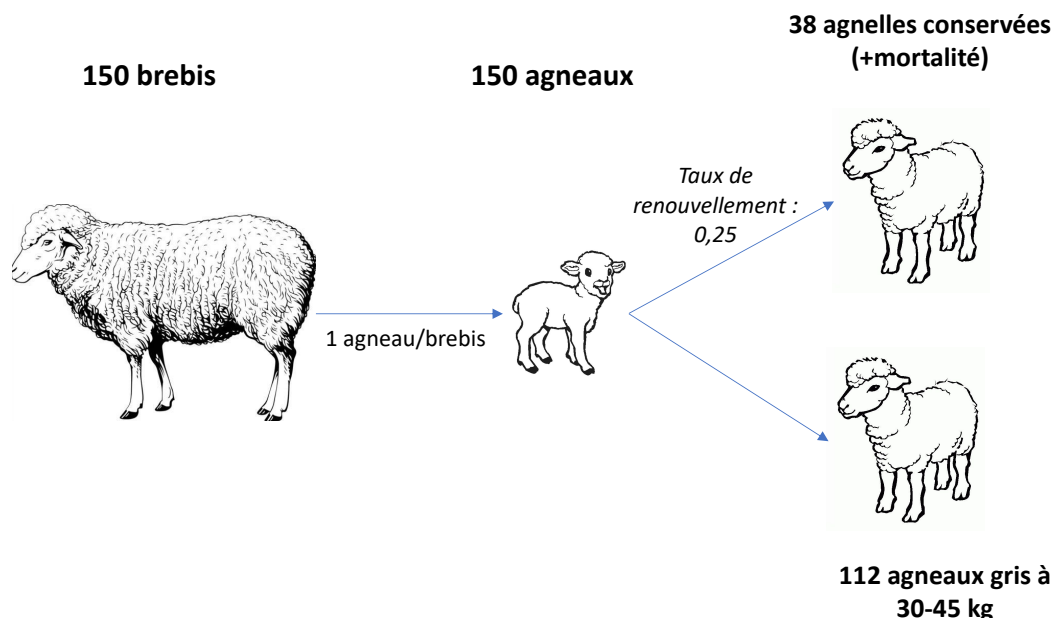 150 brebis
150 agneaux
38 agnelles conservées
(+mortalité)
Taux de
renouvellement :
0,25
1 agneau/brebis
112 agneaux gris à
30-45 kg